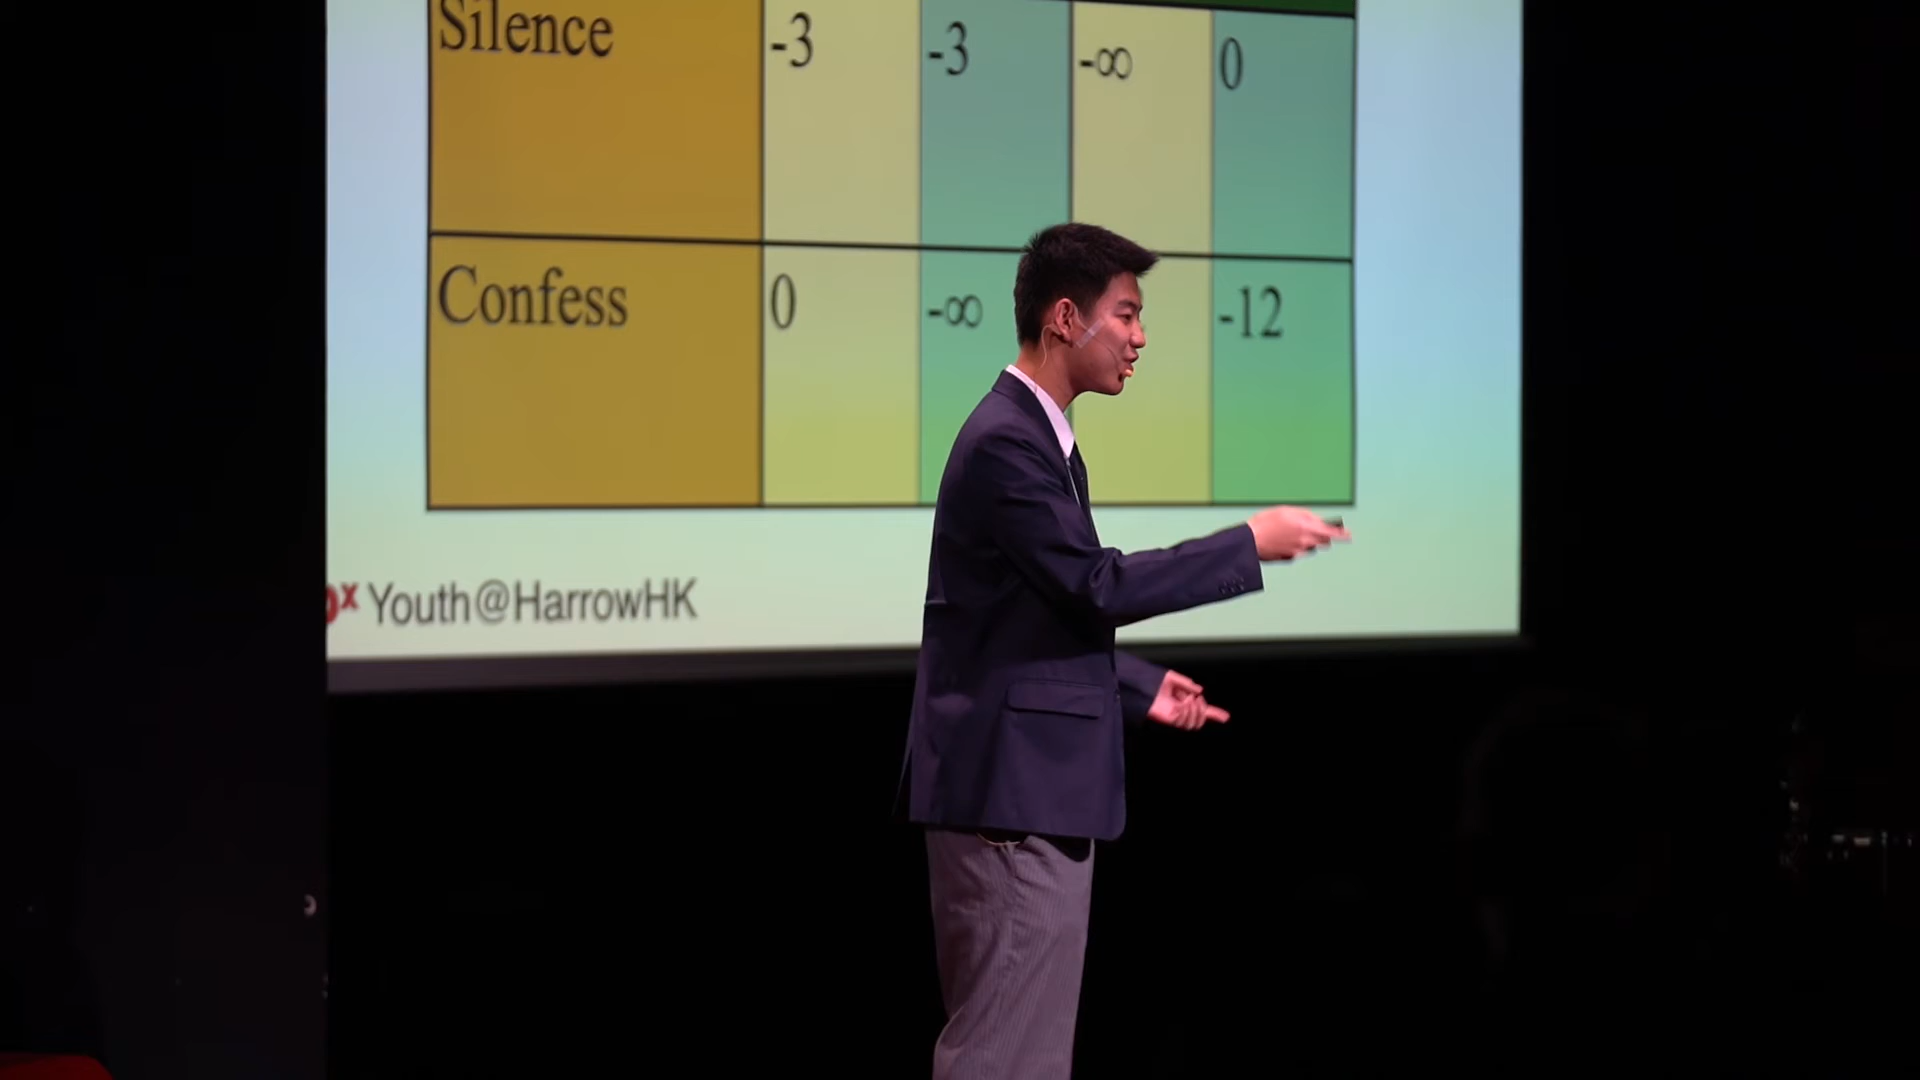 Silence -3 -3 -∞ 0
Confess 0 -∞ -12
x Youth@HarrowHK